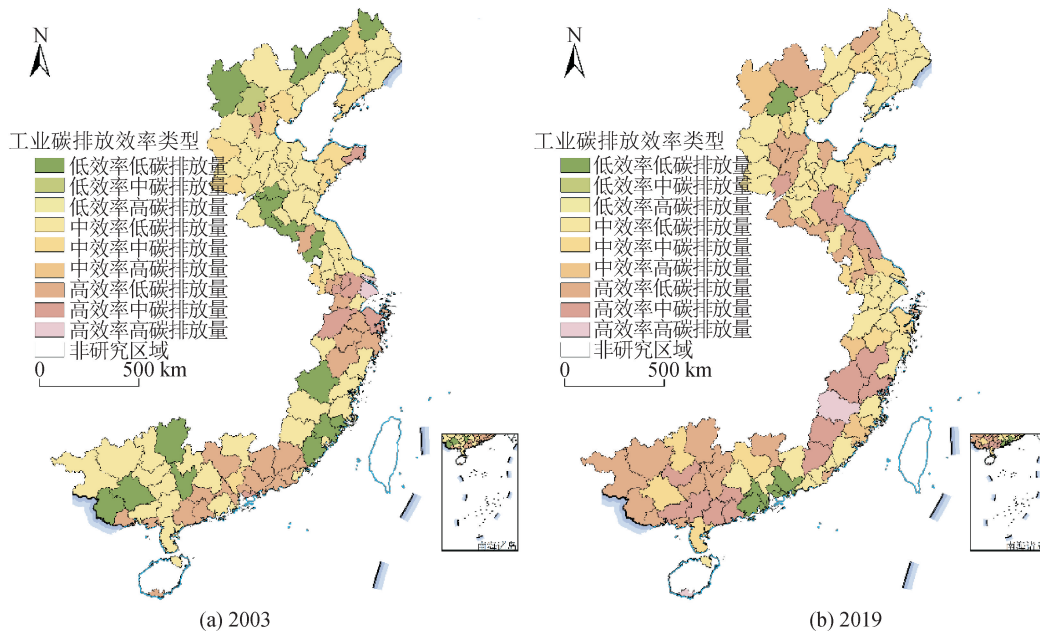 N
工业碳排放效率类型
低效率低碳排放量
低效率中碳排放量
低效率高碳排放量
中效率低碳排放量
中效率中碳排放量
中效率高碳排放量
高效率低碳排放量
高效率中碳排放量
高效率高碳排放量
非研究区域
0 500 km
南海诸岛
(a) 2003
N
工业碳排放效率类型
低效率低碳排放量
低效率中碳排放量
低效率高碳排放量
中效率低碳排放量
中效率中碳排放量
中效率高碳排放量
高效率低碳排放量
高效率中碳排放量
高效率高碳排放量
非研究区域
0 500 km
南海诸岛
(b) 2019